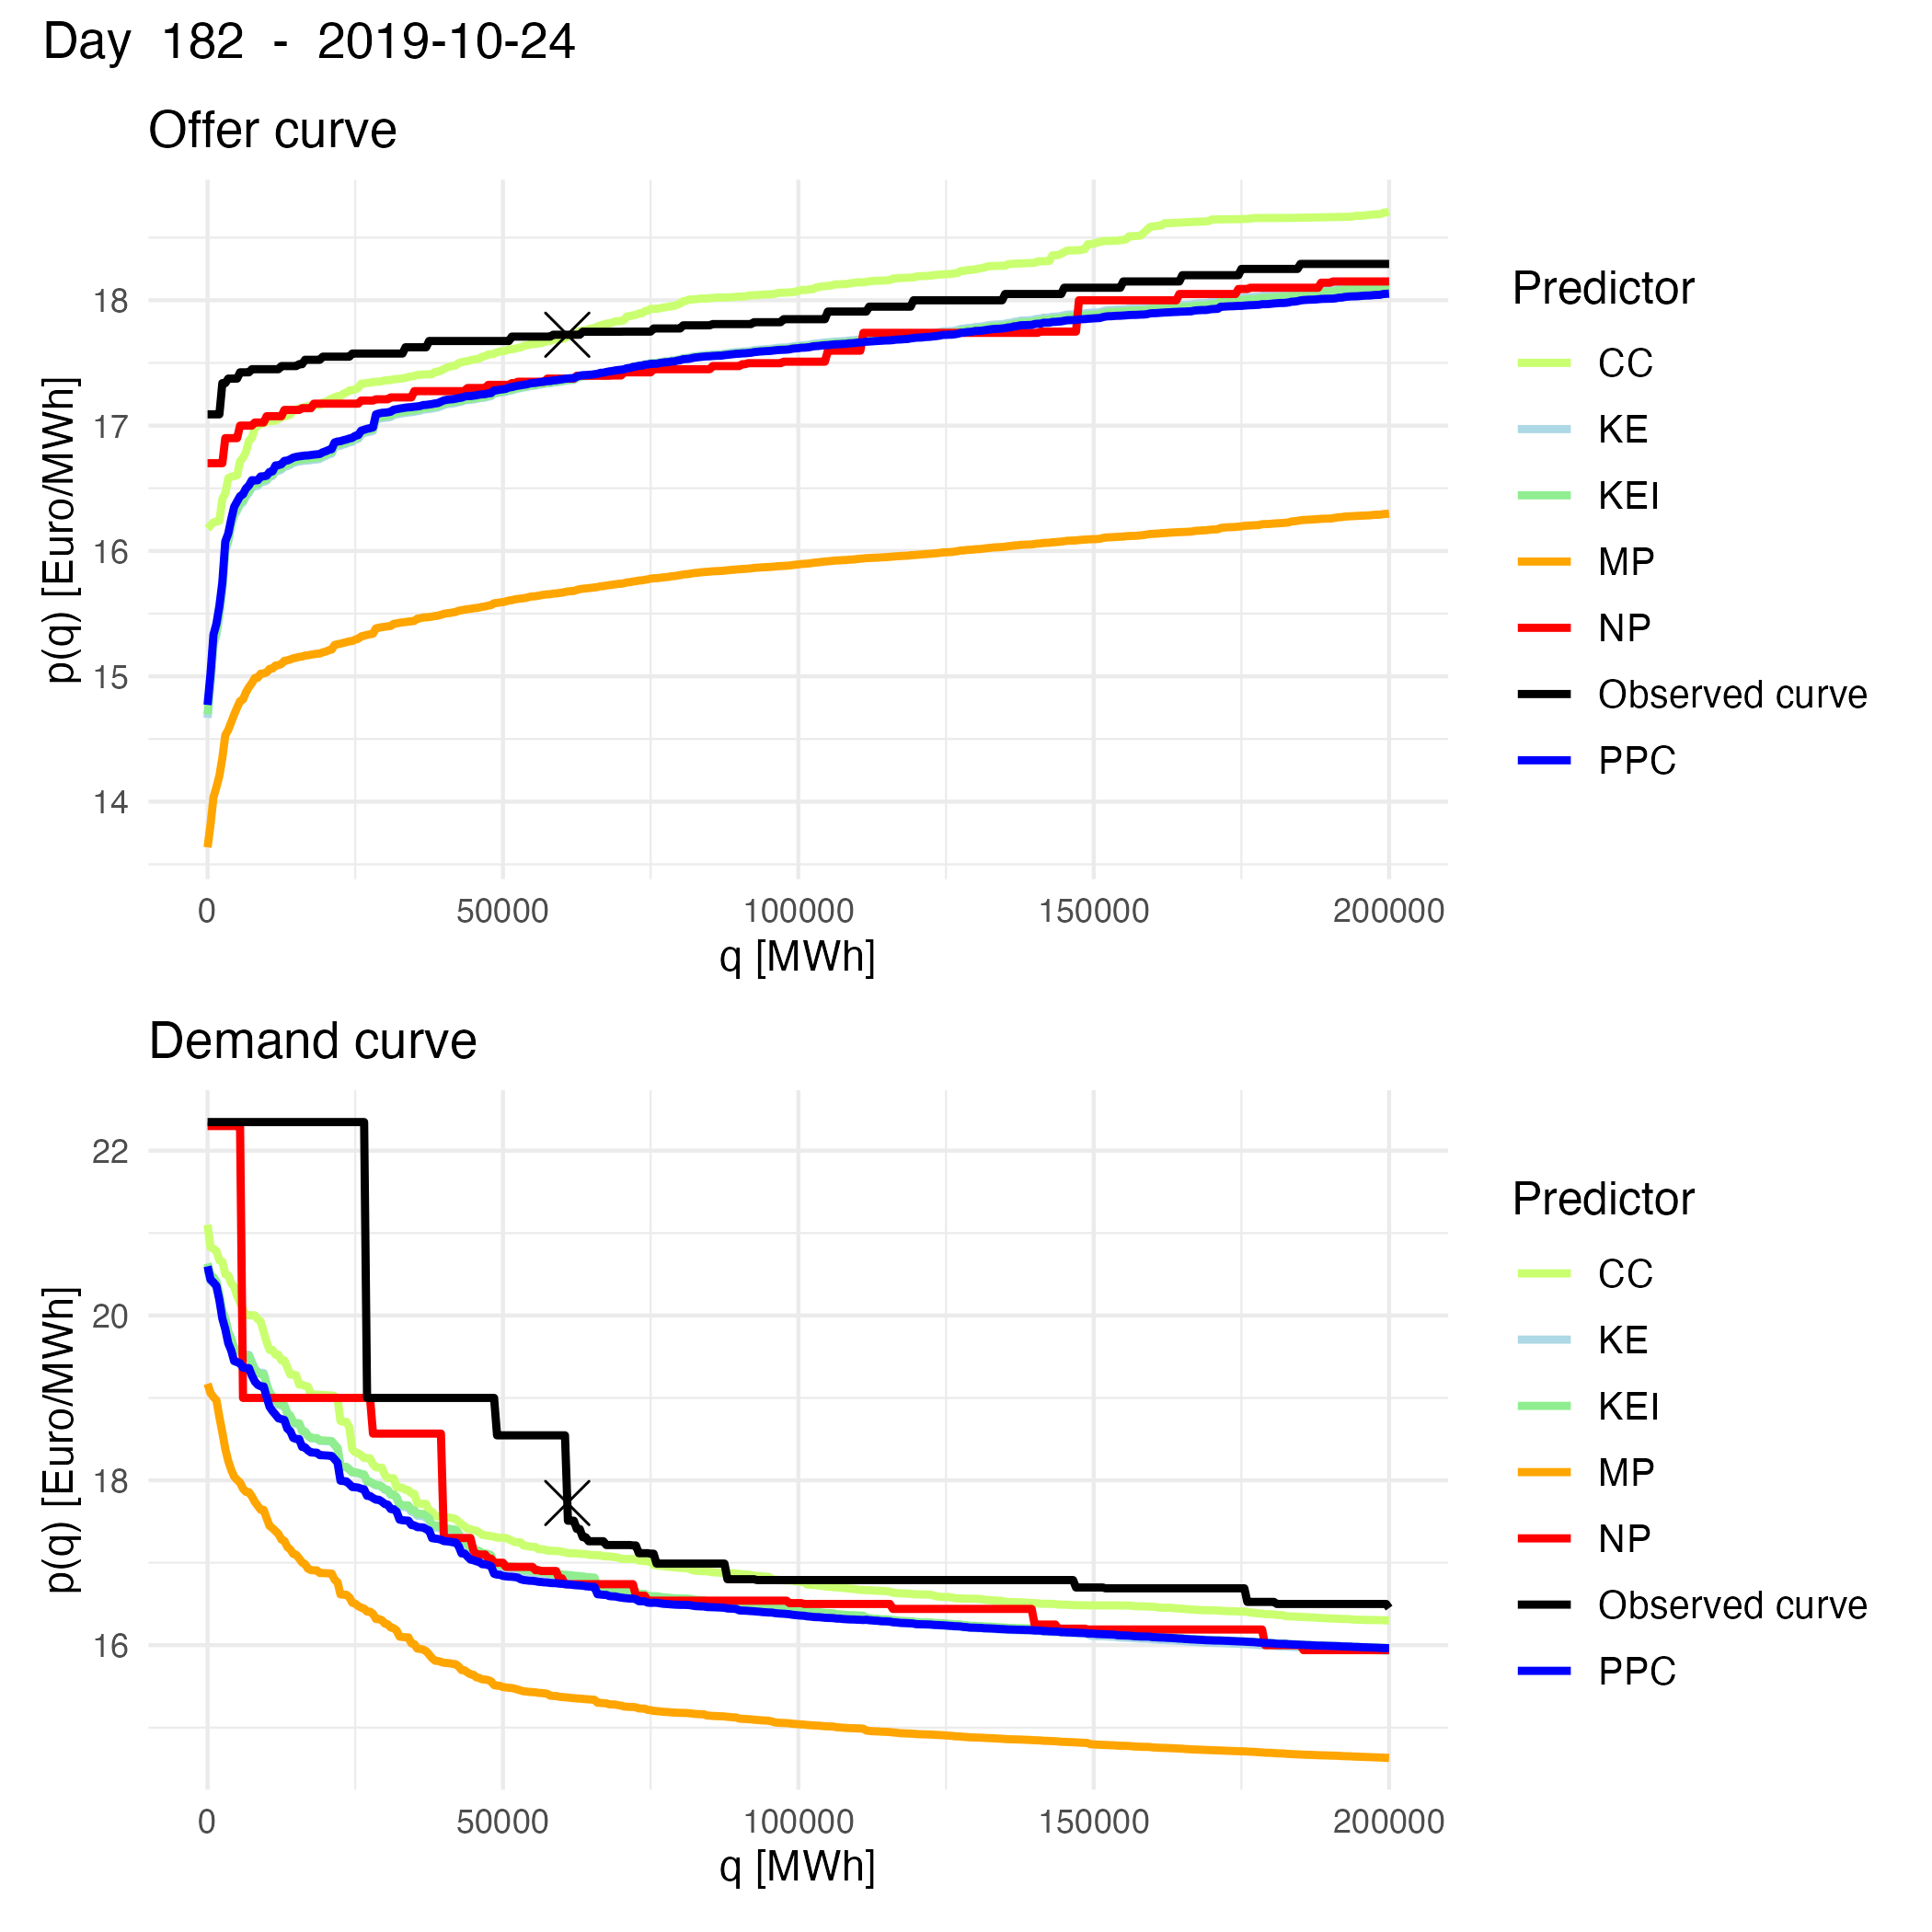 Day 182 - 2019-10-24
Offer curve
p(q) [Euro/MWh]
18
17
16
15
14
0 50000 100000 150000 200000
q [MWh]
Predictor
CC
KE
KEI
MP
NP
Observed curve
PPC
Demand curve
p(q) [Euro/MWh]
22
20
18
16
0 50000 100000 150000 200000
q [MWh]
Predictor
CC
KE
KEI
MP
NP
Observed curve
PPC